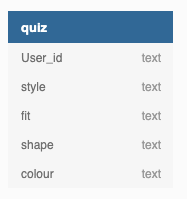 quiz
User_id text
style text
fit text
shape text
colour text